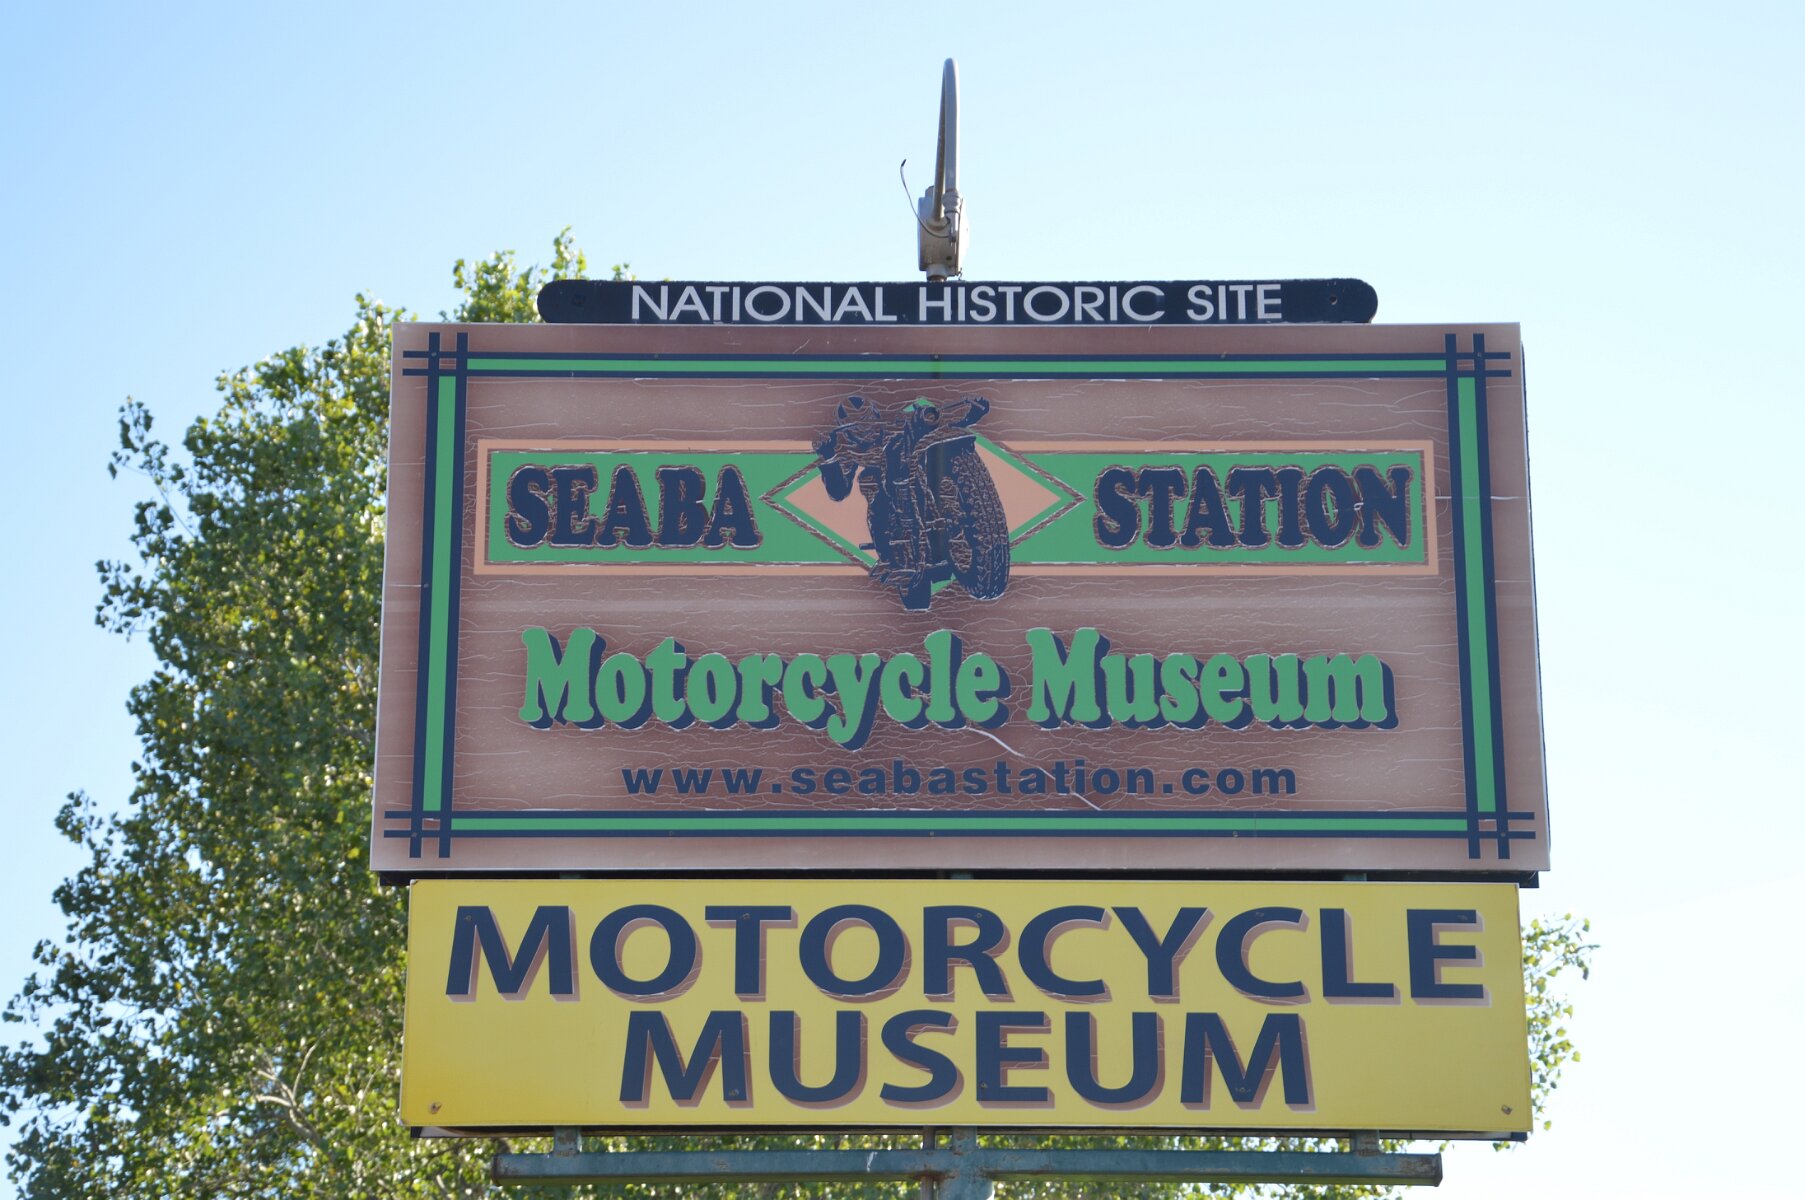 NATIONAL HISTORIC SITE
SEABA STATION
Motorcycle Museum
www.seabastation.com
MOTORCYCLE
MUSEUM